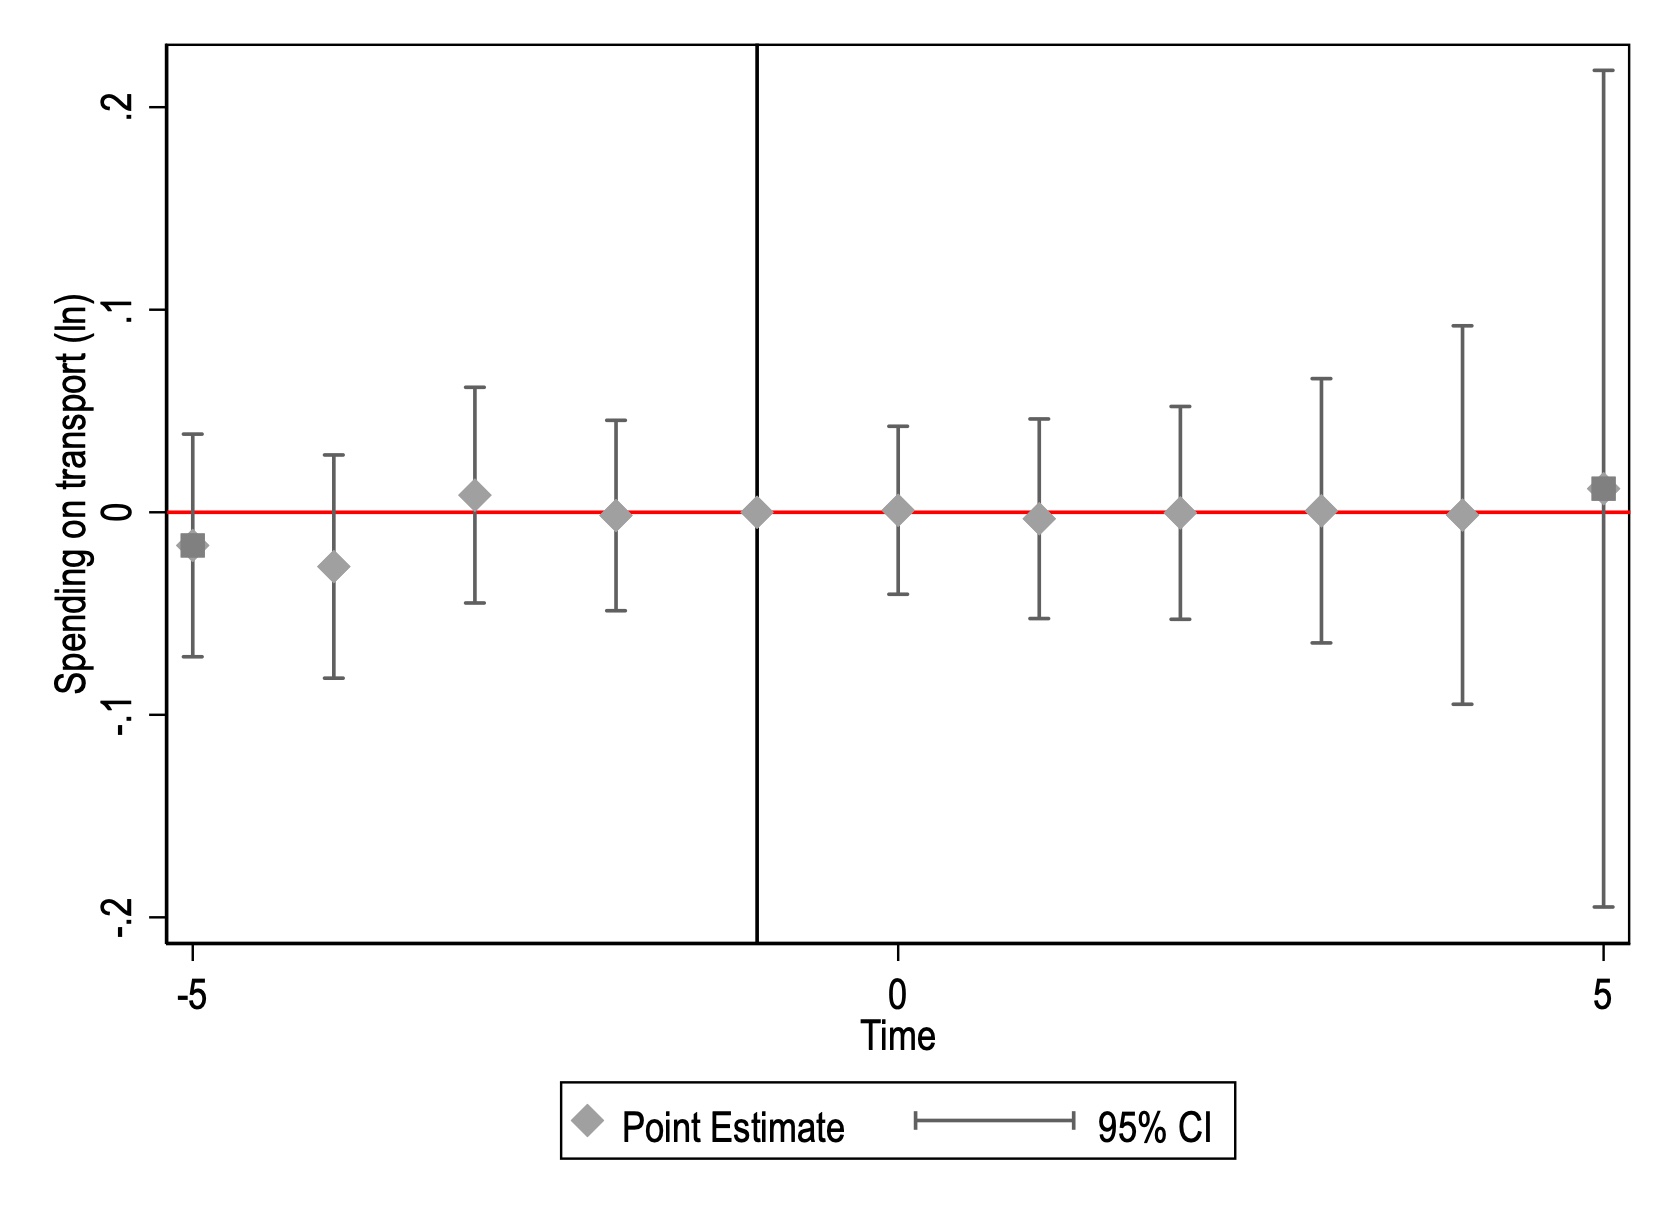 Spending on transport (ln)
.2
.1
0
-.1
-.2
-5
0
5
Time
Point Estimate
95% CI